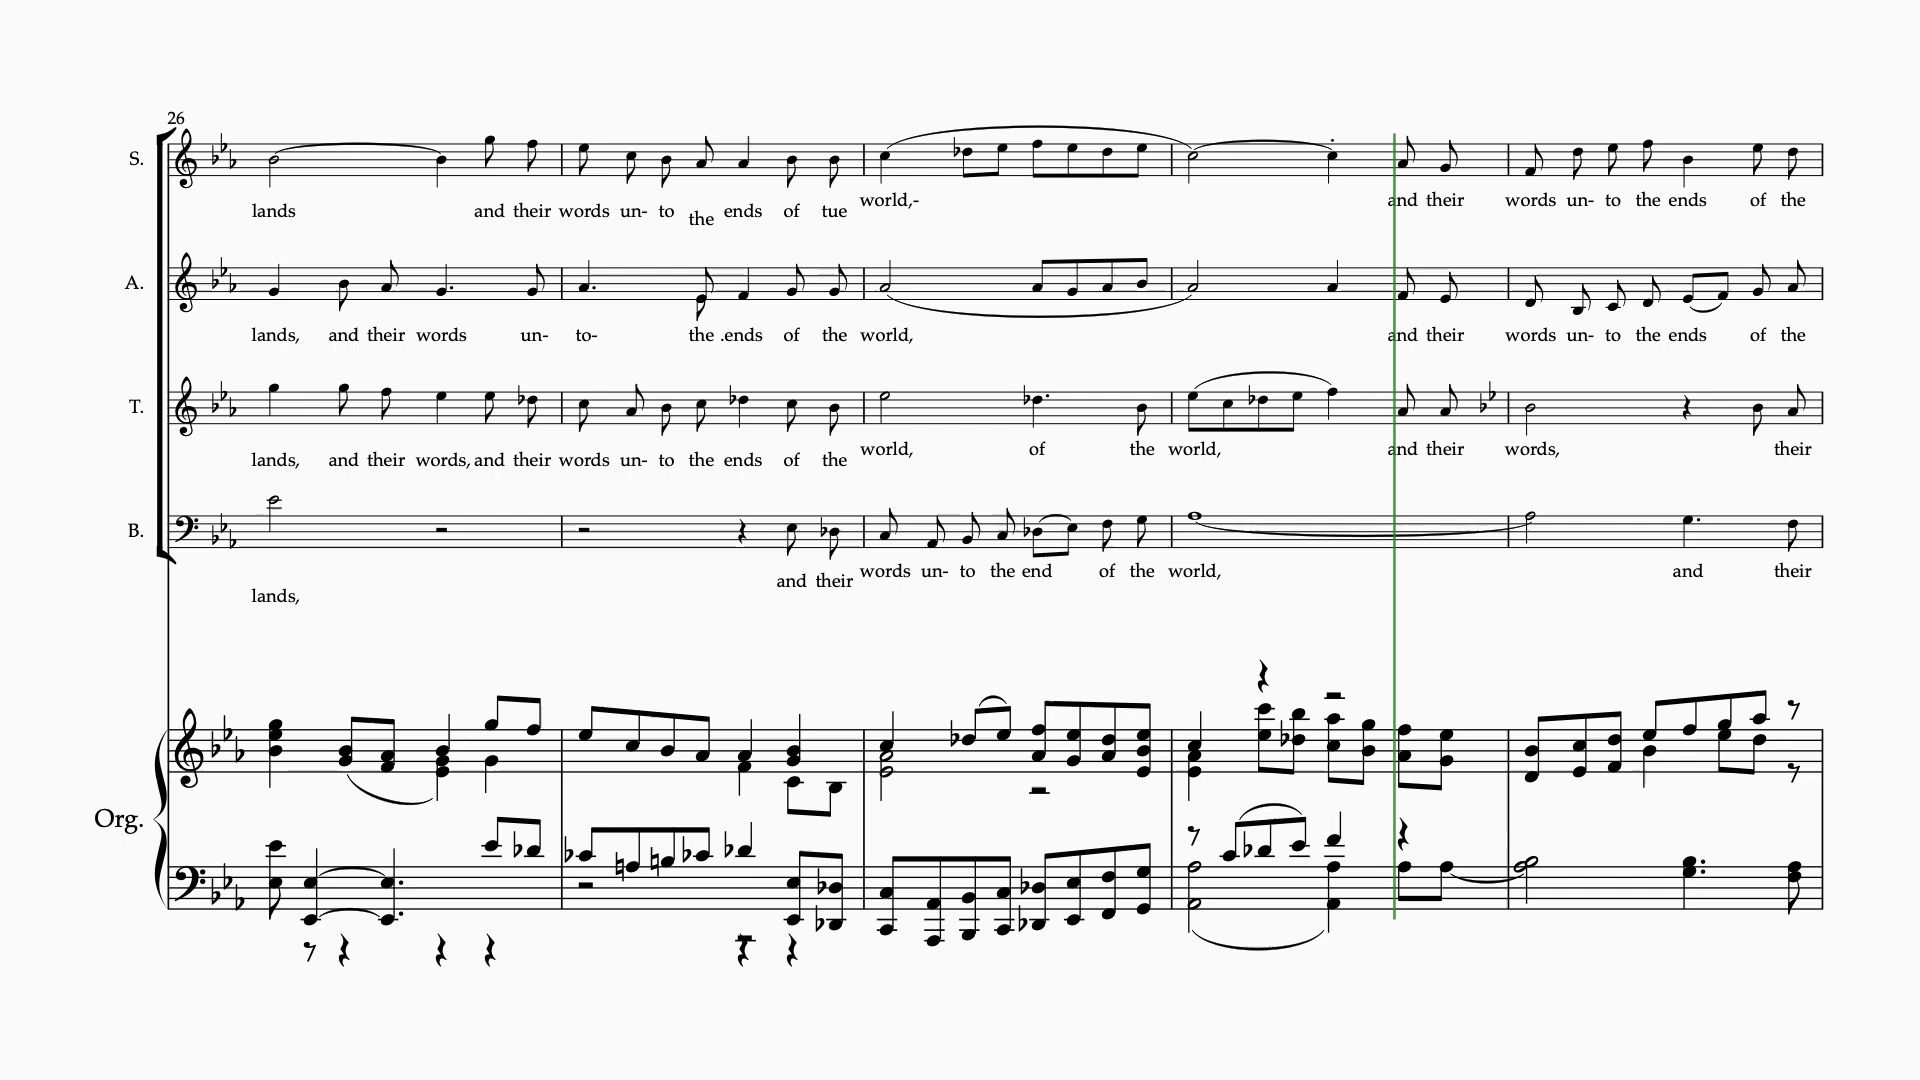 26
S.
lands and their words un- to the ends of tue world,- and their words un- to the ends of the
A.
lands, and their words un- to- the .ends of the world, and their words un- to the ends of the
T.
lands, and their words, and their words un- to the ends of the world, of the world, and their words, their
B.
lands, and their words un- to the end of the world, and their
Org.